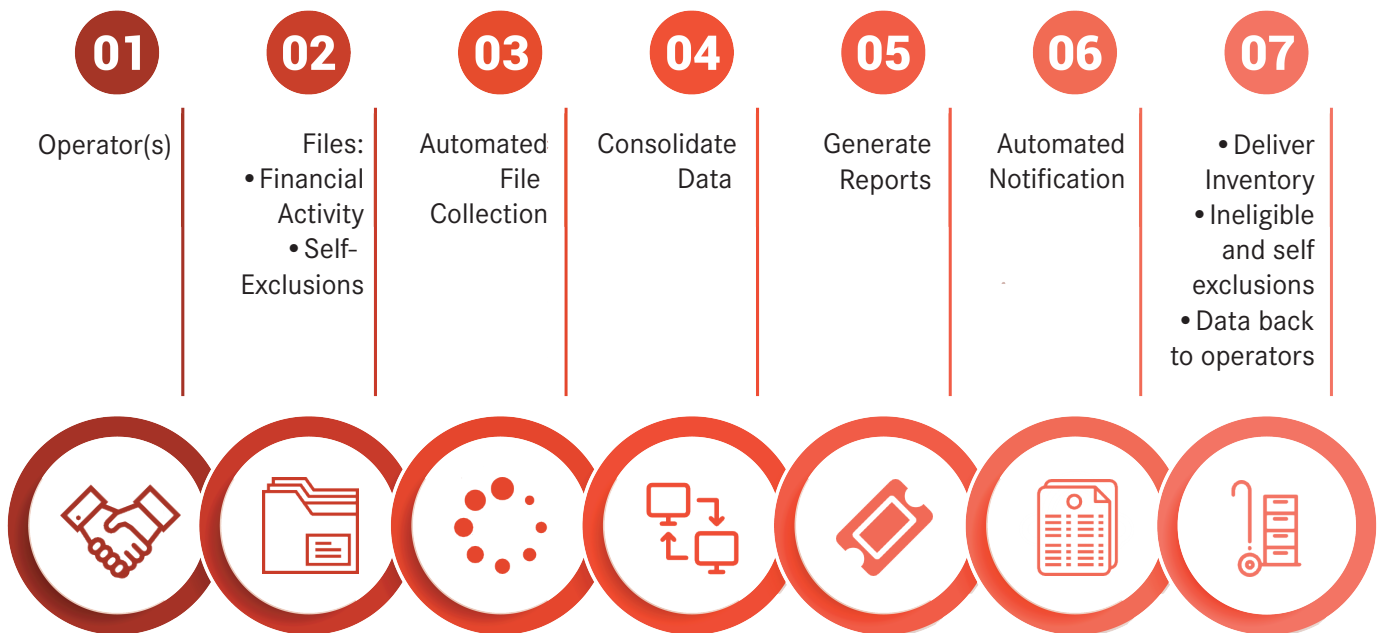 01
Operator(s)
02
Files:
• Financial
Activity
• Self-
Exclusions
03
Automated
File
Collection
04
Consolidate
Data
05
Generate
Reports
06
Automated
Notification
07
• Deliver
Inventory
• Ineligible
and self
exclusions
• Data back
to operators